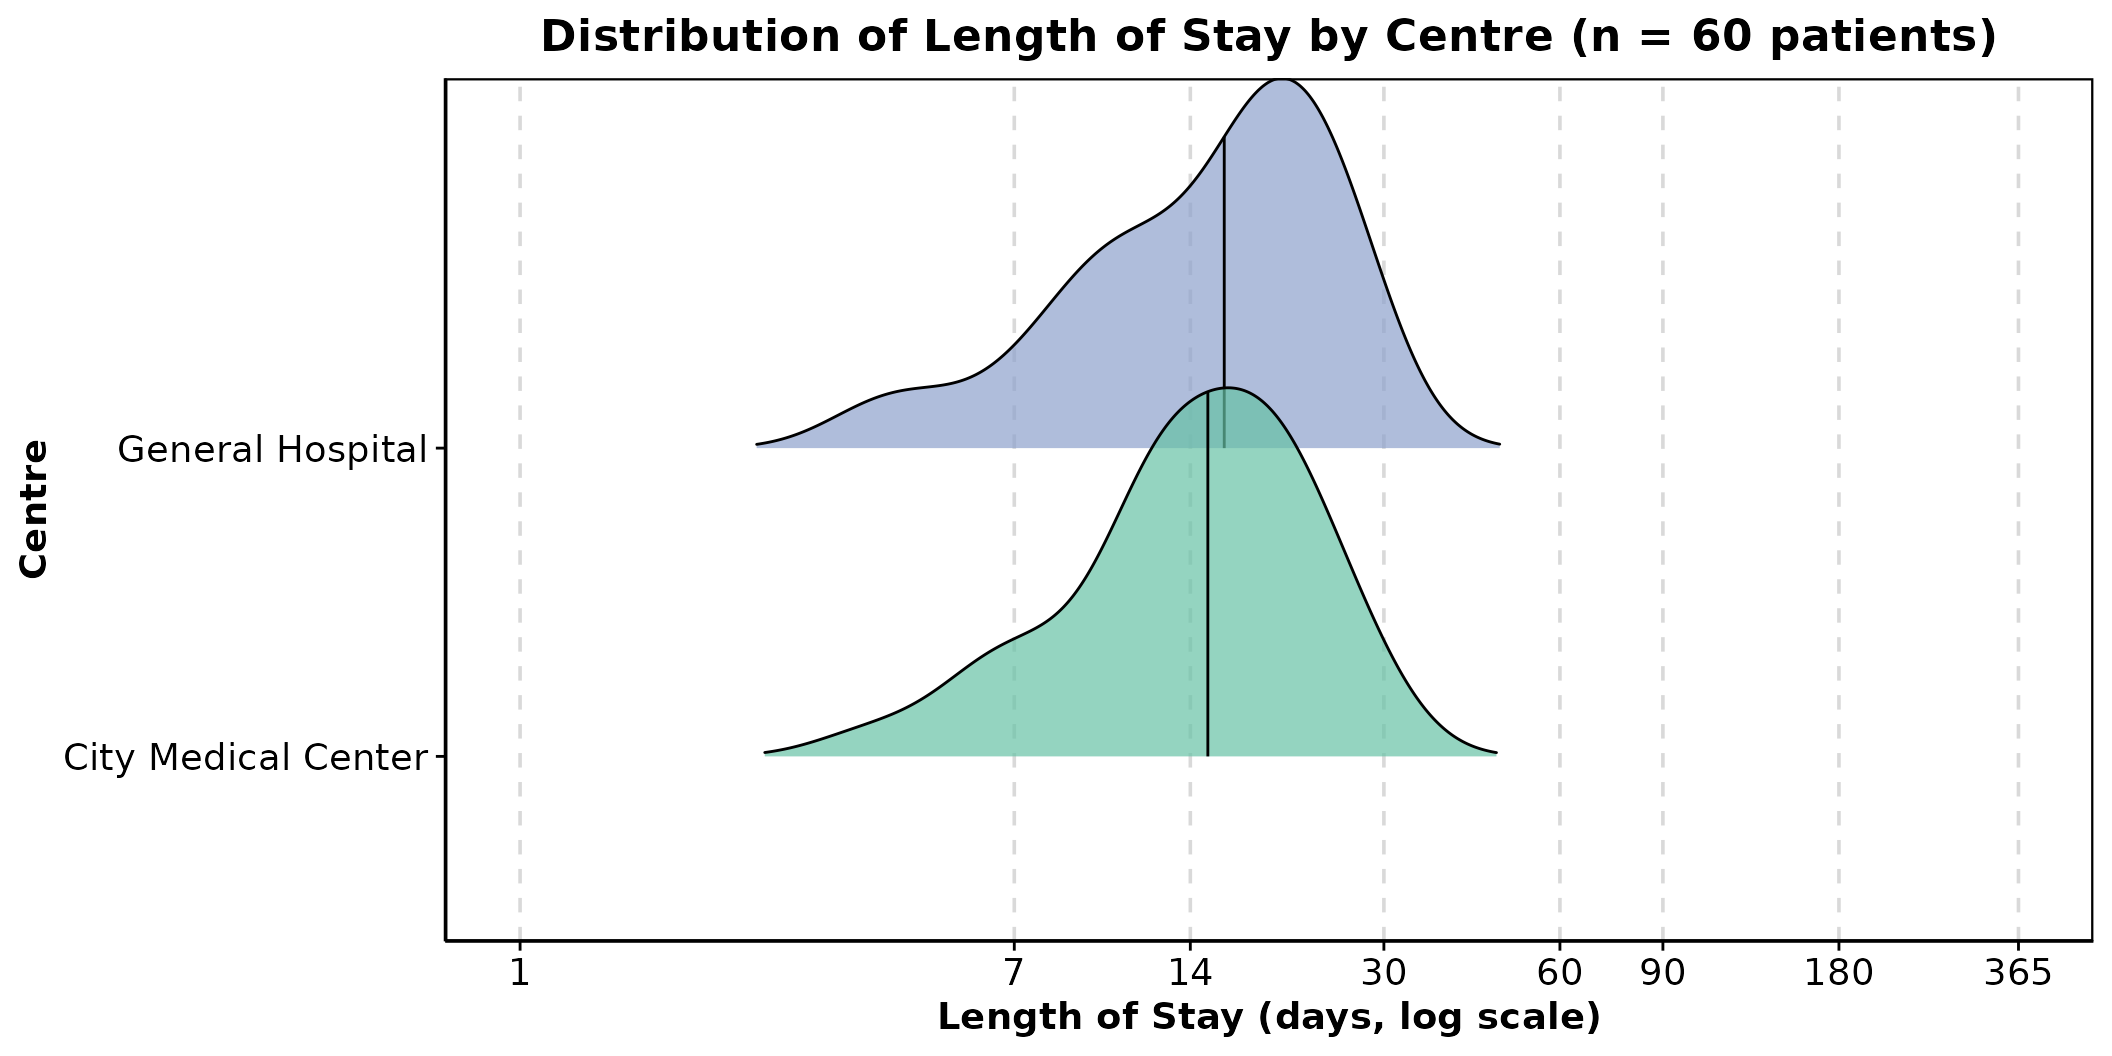 Distribution of Length of Stay by Centre (n = 60 patients)
Centre
General Hospital
City Medical Center
1 7 14 30 60 90 180 365
Length of Stay (days, log scale)